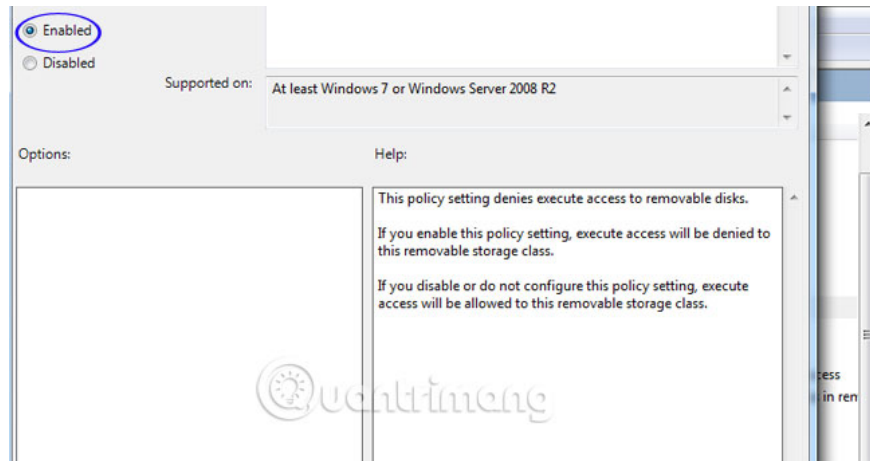 Enabled
Disabled
Supported on:
At least Windows 7 or Windows Server 2008 R2
Options:
Help:
This policy setting denies execute access to removable disks.
If you enable this policy setting, execute access will be denied to
this removable storage class.
If you disable or do not configure this policy setting, execute
access will be allowed to this removable storage class.
Quantrimang
in